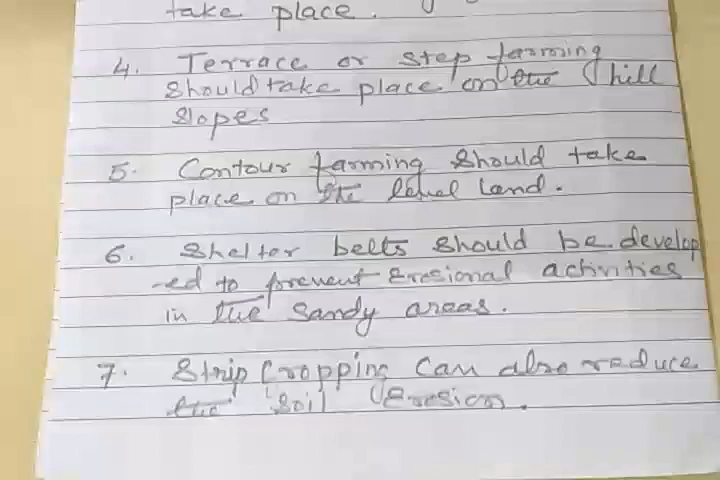 take place.
4. Terrace or step farming
should take place on the hill
slopes
5. Contour farming should take
place on the level land.
6. Shelter belts should be develop
-ed to prevent Erosional activities
in the sandy areas.
7. Strip Cropping Can also reduce
the Soil Erosion.